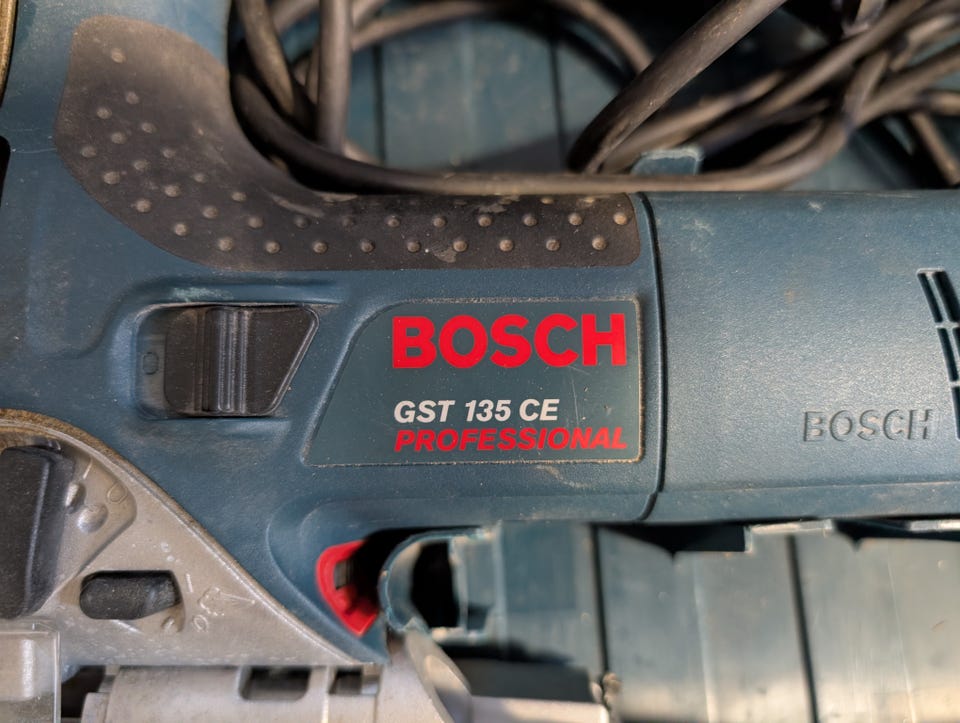 BOSCH
GST 135 CE
PROFESSIONAL
BOSCH